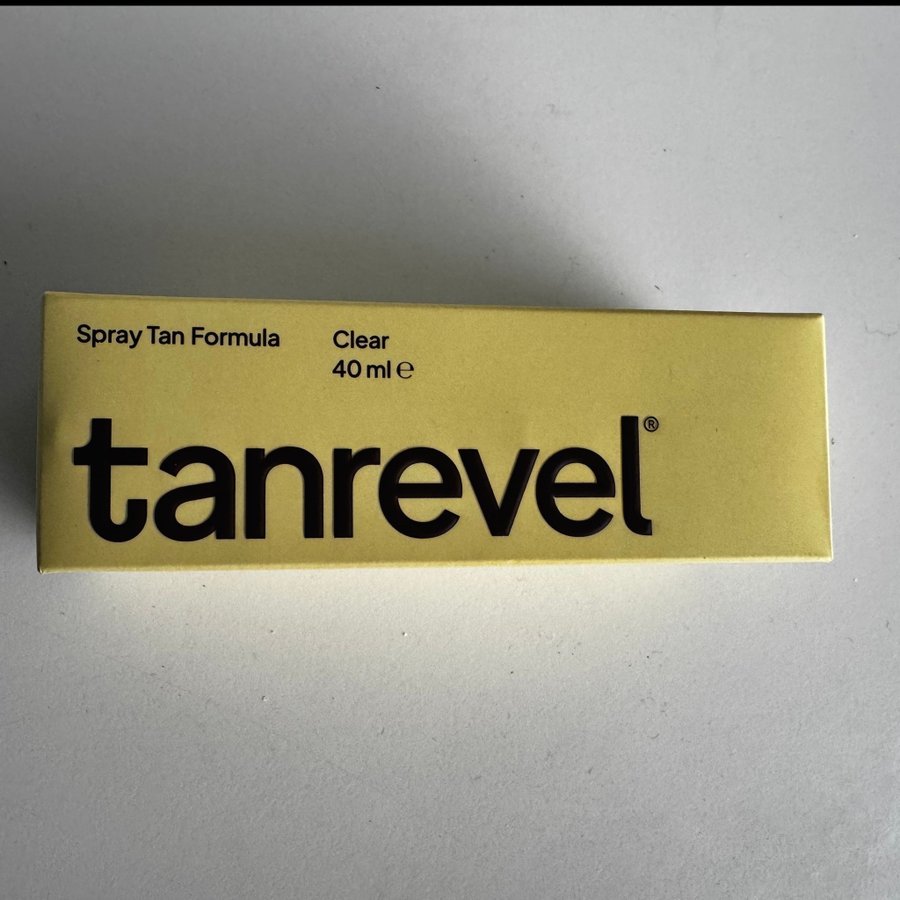 Spray Tan Formula
Clear
40 ml ℮
tanrevel®